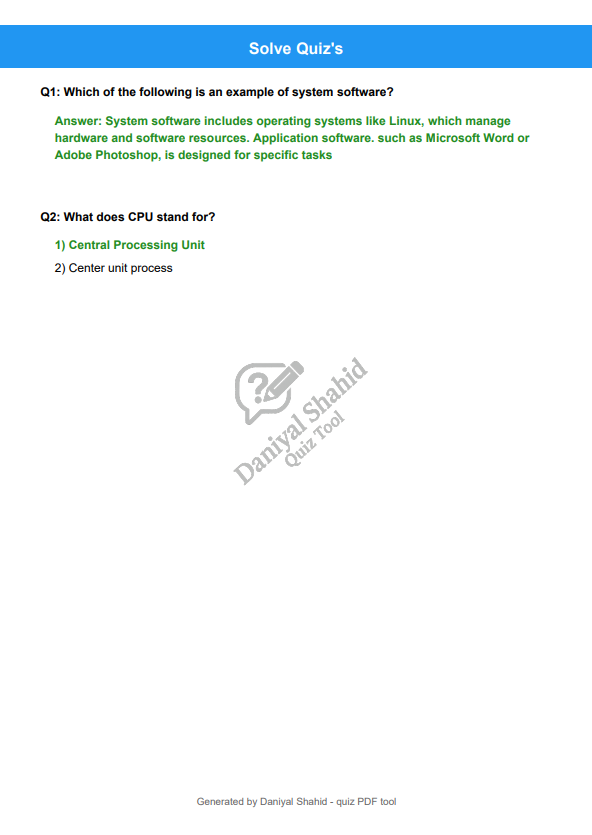 Solve Quiz's
Q1: Which of the following is an example of system software?
Answer: System software includes operating systems like Linux, which manage
hardware and software resources. Application software. such as Microsoft Word or
Adobe Photoshop, is designed for specific tasks
Q2: What does CPU stand for?
1) Central Processing Unit
2) Center unit process
Daniyal Shahid
Quiz Tool
Generated by Daniyal Shahid - quiz PDF tool